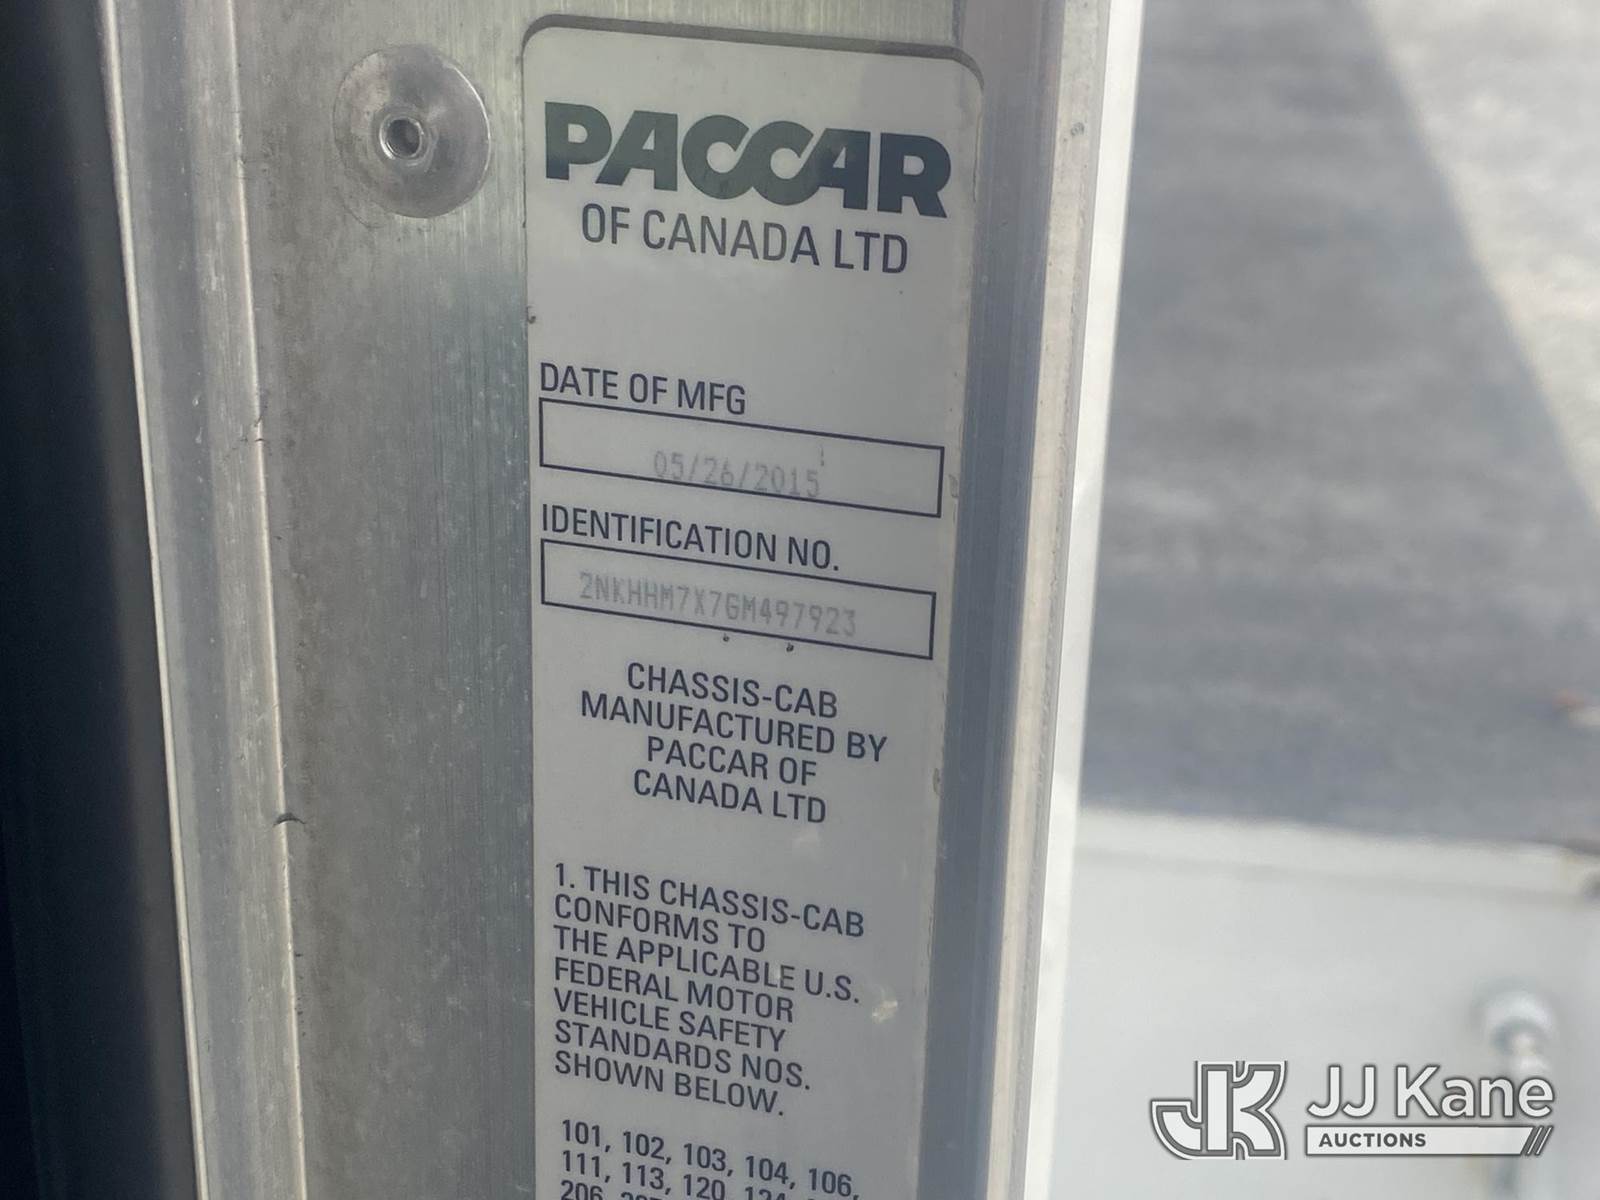 PACCAR
OF CANADA LTD
DATE OF MFG
05/26/2015
IDENTIFICATION NO.
2NKHHM7X7GM497923
CHASSIS-CAB
MANUFACTURED BY
PACCAR OF
CANADA LTD
1. THIS CHASSIS-CAB
CONFORMS TO
THE APPLICABLE U.S.
FEDERAL MOTOR
VEHICLE SAFETY
STANDARDS NOS.
SHOWN BELOW.
101, 102, 103, 104, 106,
111, 113, 120,
206,
JK JJ Kane
AUCTIONS